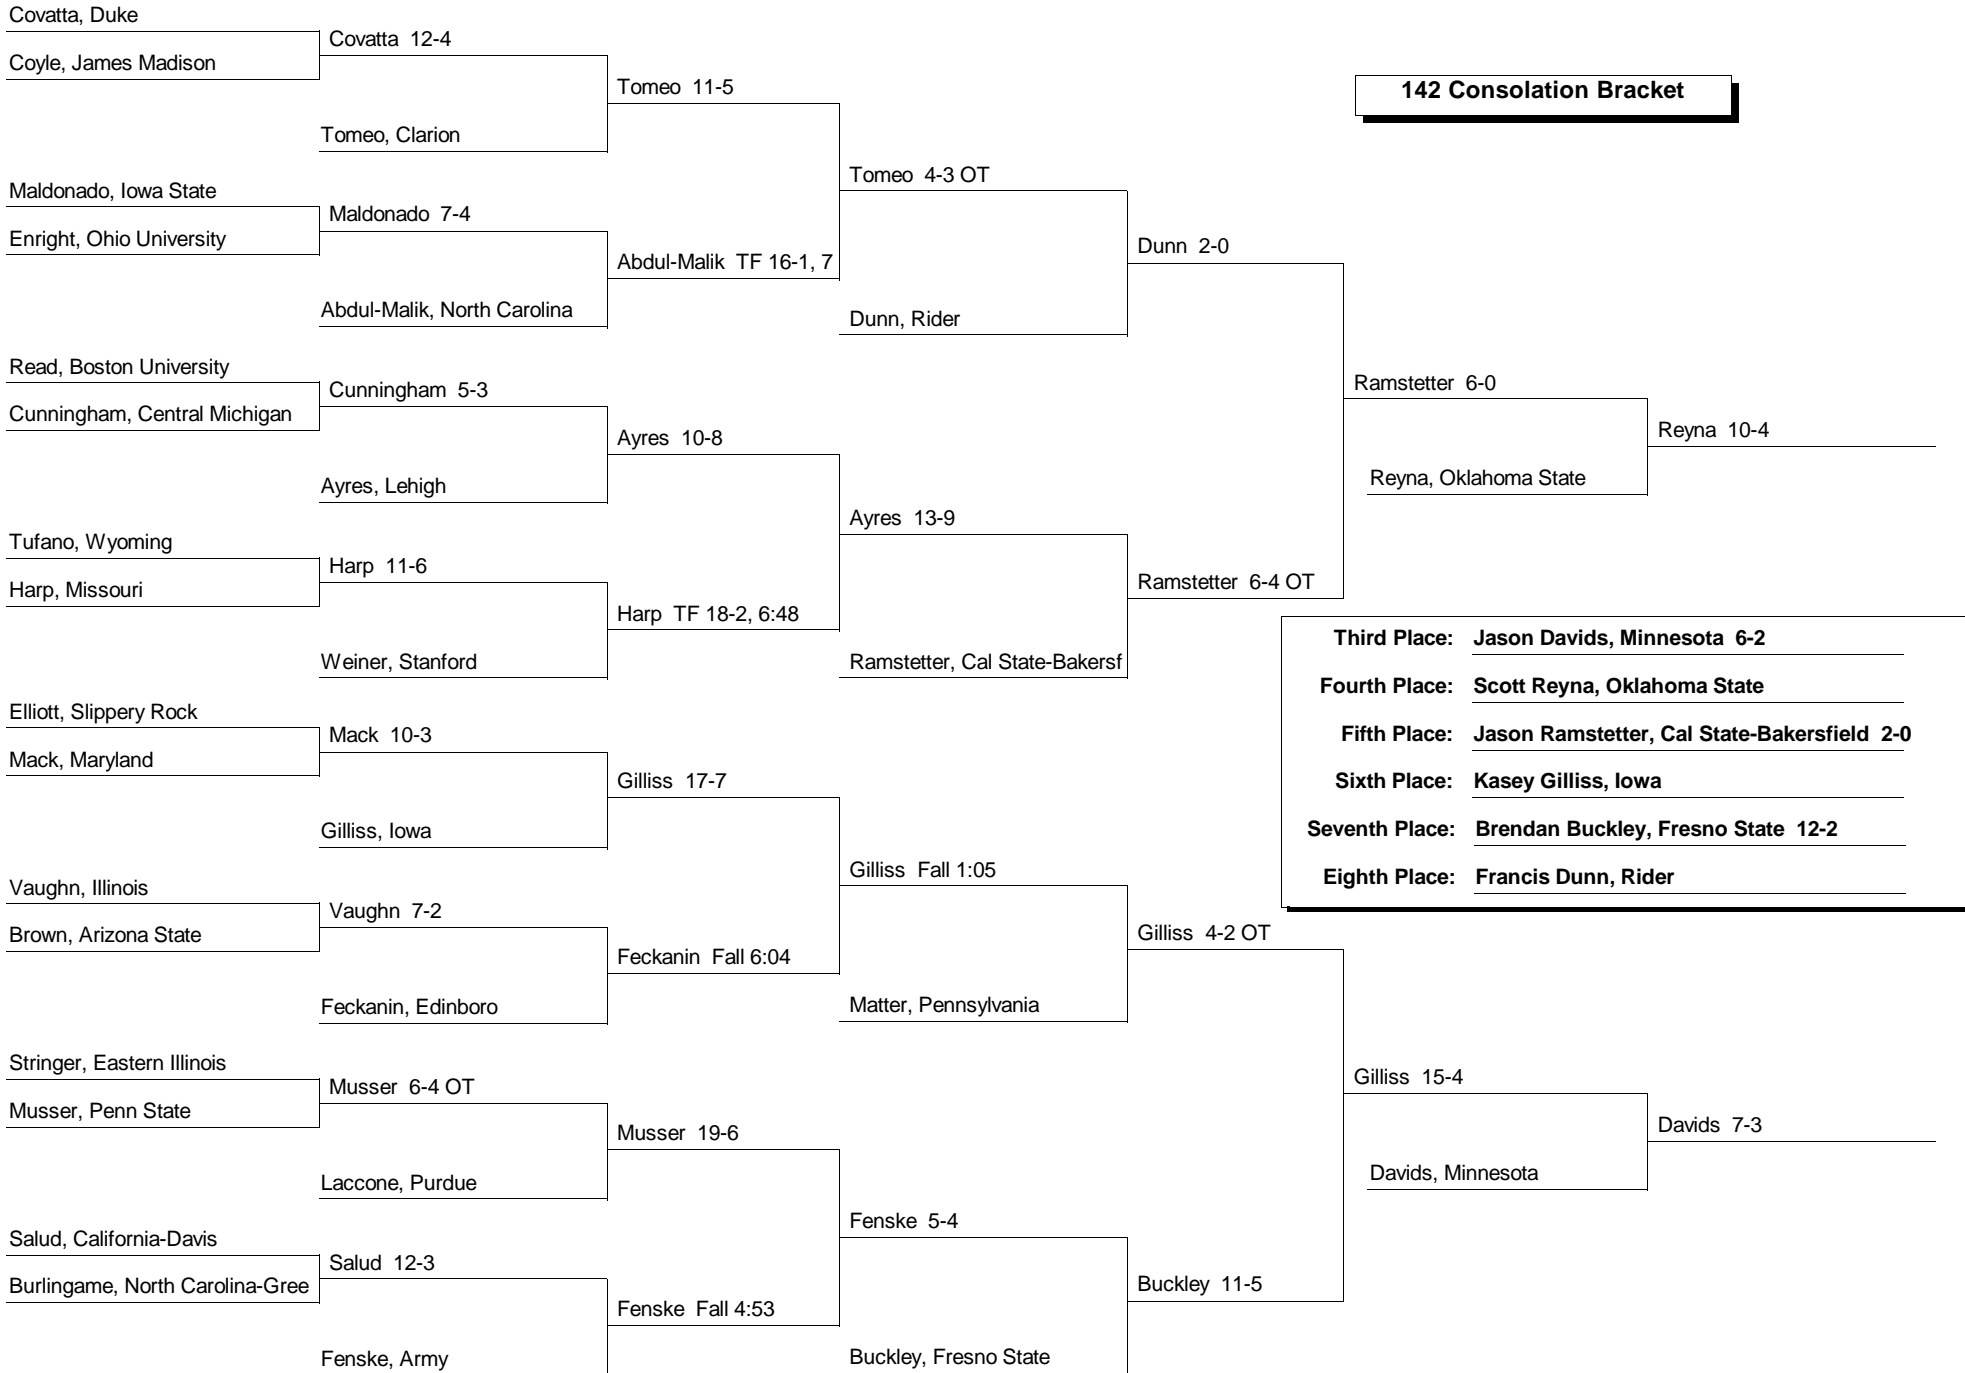 Covatta, Duke
Covatta 12-4
Coyle, James Madison
Tomeo 11-5
142 Consolation Bracket
Tomeo, Clarion
Tomeo 4-3 OT
Maldonado, Iowa State
Maldonado 7-4
Enright, Ohio University
Dunn 2-0
Abdul-Malik TF 16-1, 7
Abdul-Malik, North Carolina
Dunn, Rider
Read, Boston University
Cunningham 5-3
Ramstetter 6-0
Cunningham, Central Michigan
Reyna 10-4
Ayres 10-8
Ayres, Lehigh
Reyna, Oklahoma State
Ayres 13-9
Tufano, Wyoming
Harp 11-6
Harp, Missouri
Ramstetter 6-4 OT
Harp TF 18-2, 6:48
Weiner, Stanford
Ramstetter, Cal State-Bakersf
Third Place: Jason Davids, Minnesota 6-2
Fourth Place: Scott Reyna, Oklahoma State
Fifth Place: Jason Ramstetter, Cal State-Bakersfield 2-0
Sixth Place: Kasey Gilliss, Iowa
Seventh Place: Brendan Buckley, Fresno State 12-2
Eighth Place: Francis Dunn, Rider
Elliott, Slippery Rock
Mack 10-3
Mack, Maryland
Gilliss 17-7
Gilliss, Iowa
Gilliss Fall 1:05
Vaughn, Illinois
Vaughn 7-2
Brown, Arizona State
Gilliss 4-2 OT
Feckanin Fall 6:04
Feckanin, Edinboro
Matter, Pennsylvania
Stringer, Eastern Illinois
Musser 6-4 OT
Gilliss 15-4
Musser, Penn State
Davids 7-3
Musser 19-6
Laccone, Purdue
Davids, Minnesota
Fenske 5-4
Salud, California-Davis
Salud 12-3
Burlingame, North Carolina-Gree
Buckley 11-5
Fenske Fall 4:53
Fenske, Army
Buckley, Fresno State